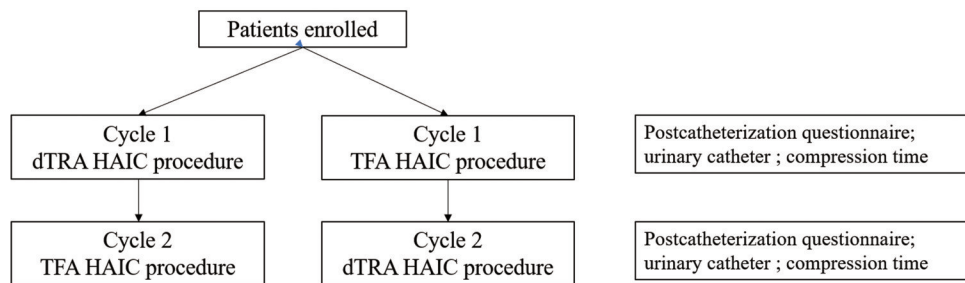 Patients enrolled
Cycle 1
dTRA HAIC procedure
Cycle 1
TFA HAIC procedure
Postcatheterization questionnaire;
urinary catheter ; compression time
Cycle 2
TFA HAIC procedure
Cycle 2
dTRA HAIC procedure
Postcatheterization questionnaire;
urinary catheter ; compression time